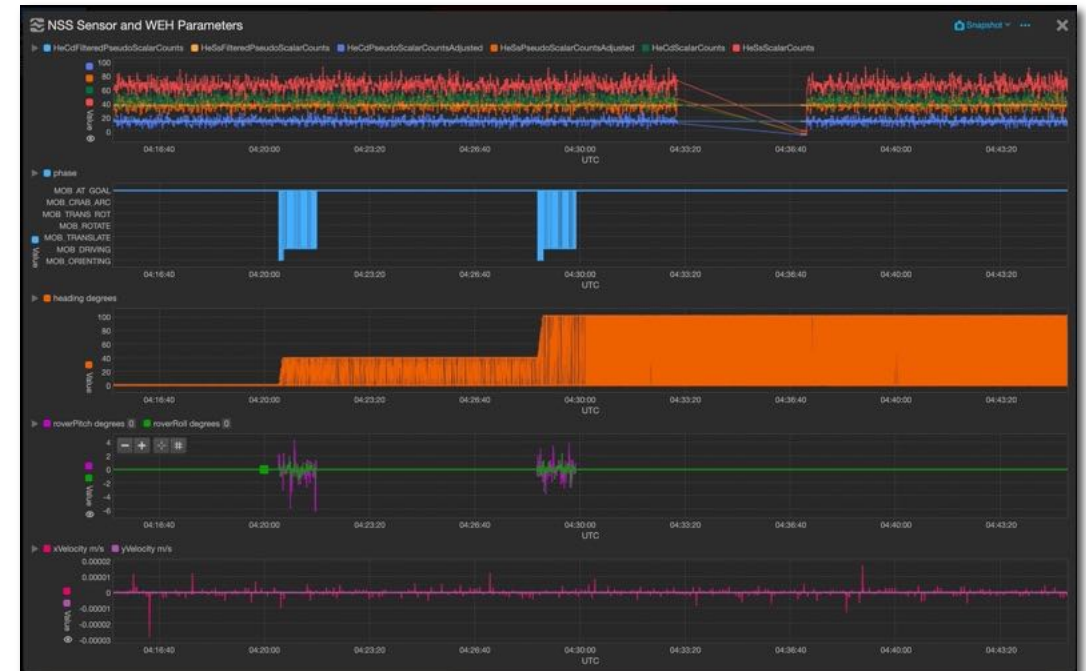 NSS Sensor and WEH Parameters
Snapshot
HeCdFilteredPseudoScalarCounts HeSsFilteredPseudoScalarCounts HeCdPseudoScalarCountsAdjusted HeSsPseudoScalarCountsAdjusted HeCdScalarCounts HeSsScalarCounts
100
80
60
40
20
0
Value
04:16:40 04:20:00 04:23:20 04:26:40 04:30:00 04:33:20 04:36:40 04:40:00 04:43:20
UTC
phase
MOB_AT_GOAL
MOB_CRAB_ARC
MOB_TRANS_ROT
MOB_ROTATE
MOB_TRANSLATE
MOB_DRIVING
MOB_ORIENTING
Value
04:16:40 04:20:00 04:23:20 04:26:40 04:30:00 04:33:20 04:36:40 04:40:00 04:43:20
UTC
heading degrees
100
80
60
40
20
0
Value
04:16:40 04:20:00 04:23:20 04:26:40 04:30:00 04:33:20 04:36:40 04:40:00 04:43:20
UTC
roverPitch degrees 0 roverRoll degrees 0
4
2
0
-2
-4
-6
Value
04:16:40 04:20:00 04:23:20 04:26:40 04:30:00 04:33:20 04:36:40 04:40:00 04:43:20
UTC
xVelocity m/s yVelocity m/s
0.00002
0.00001
0
-0.00001
-0.00002
-0.00003
Value
04:16:40 04:20:00 04:23:20 04:26:40 04:30:00 04:33:20 04:36:40 04:40:00 04:43:20
UTC